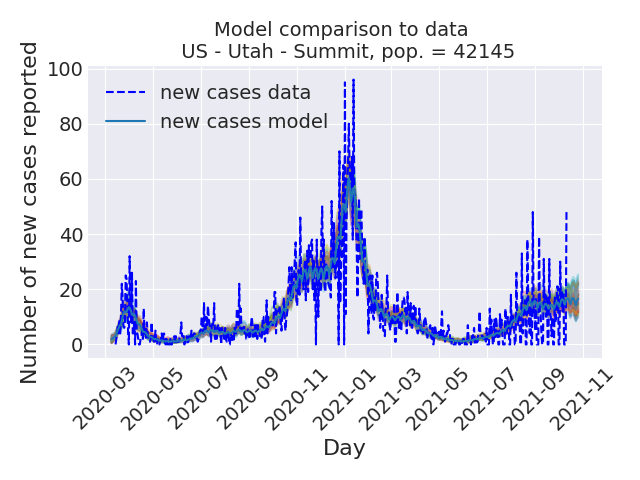 Model comparison to data
US - Utah - Summit, pop. = 42145
Number of new cases reported
100
80
60
40
20
0
new cases data
new cases model
2020-03
2020-05
2020-07
2020-09
2020-11
2021-01
2021-03
2021-05
2021-07
2021-09
2021-11
Day